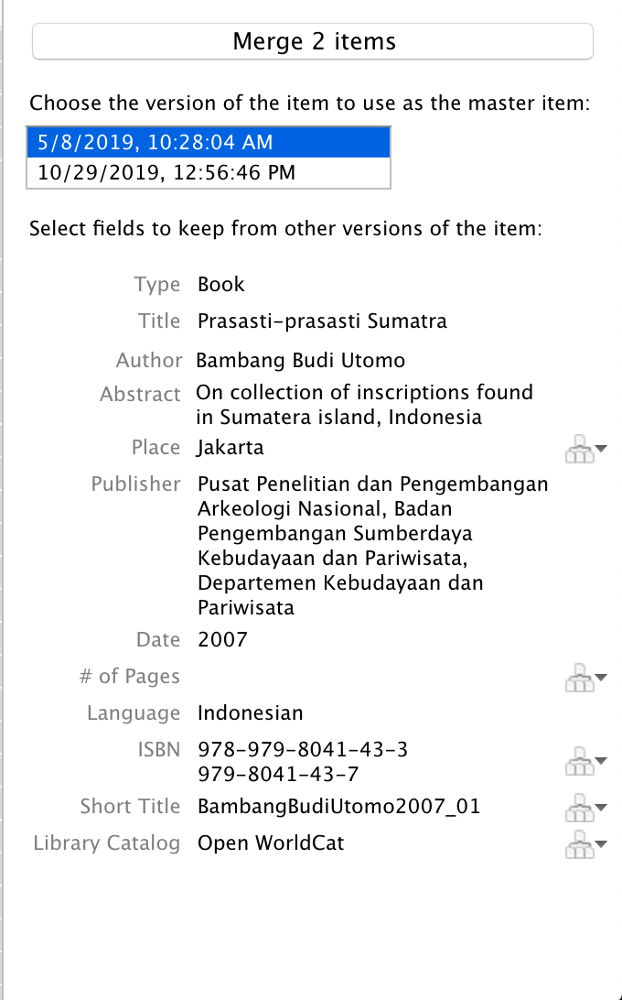 Merge 2 items
Choose the version of the item to use as the master item:
5/8/2019, 10:28:04 AM
10/29/2019, 12:56:46 PM
Select fields to keep from other versions of the item:
Type Book
Title Prasasti-prasasti Sumatra
Author Bambang Budi Utomo
Abstract On collection of inscriptions found
in Sumatera island, Indonesia
Place Jakarta
Publisher Pusat Penelitian dan Pengembangan
Arkeologi Nasional, Badan
Pengembangan Sumberdaya
Kebudayaan dan Pariwisata,
Departemen Kebudayaan dan
Pariwisata
Date 2007
# of Pages
Language Indonesian
ISBN 978-979-8041-43-3
979-8041-43-7
Short Title BambangBudiUtomo2007_01
Library Catalog Open WorldCat